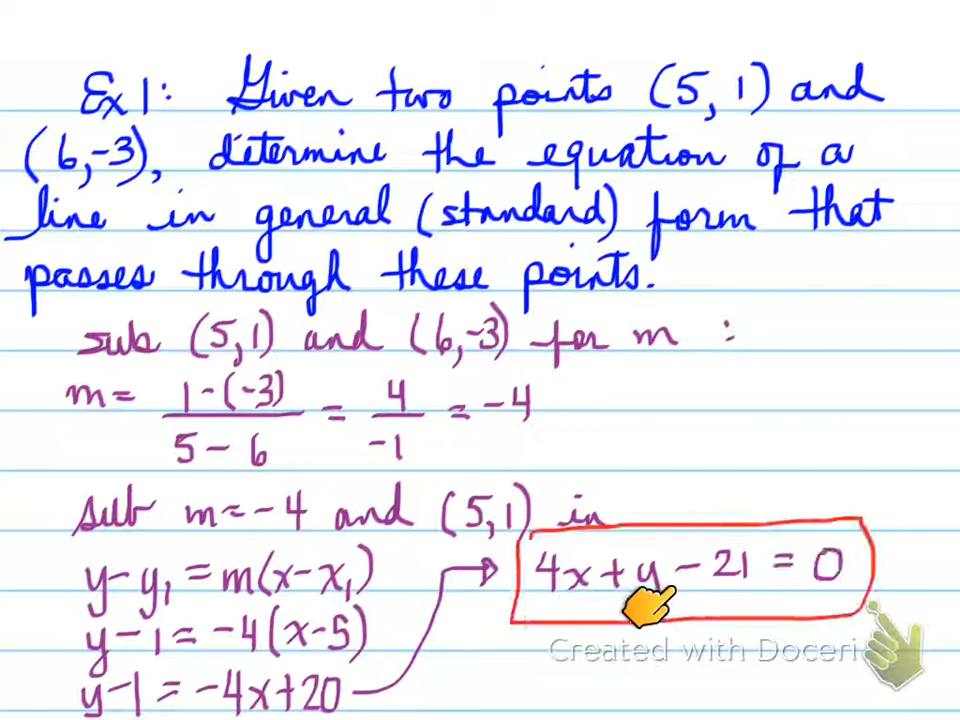 Ex 1: Given two points (5, 1) and
(6, -3), determine the equation of a
line in general (standard) form that
passes through these points.
sub (5, 1) and (6, -3) for m :
m = \frac{1 - (-3)}{5 - 6} = \frac{4}{-1} = -4
sub m = -4 and (5, 1) in
y - y₁ = m(x - x₁)
y - 1 = -4(x - 5)
y - 1 = -4x + 20
4x + y - 21 = 0
Created with Doceri